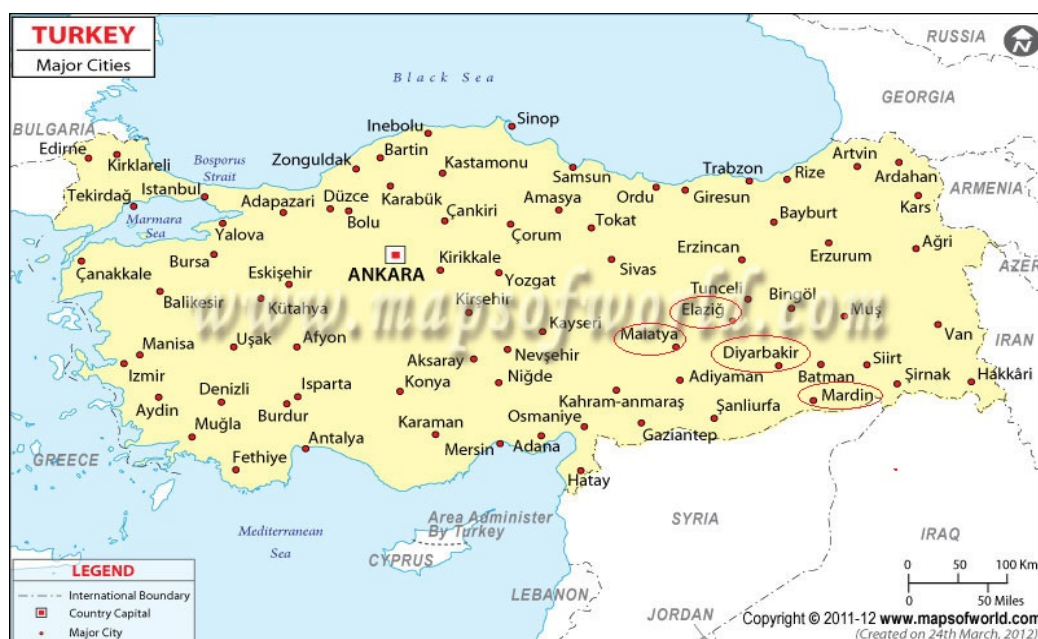 TURKEY
Major Cities
RUSSIA
N
Black Sea
GEORGIA
BULGARIA
Edirne
Kirklareli
Bosporus
Strait
Inebolu
Sinop
Bartin
Zonguldak
Kastamonu
Samsun
Trabzon
Artvin
Rize
Ardahan
ARMENIA
Tekirdağ
Istanbul
Adapazari
Düzce
Karabük
Amasya
Ordu
Giresun
Kars
Marmara
Sea
Bolu
Çankiri
Tokat
Bayburt
Yalova
Çorum
Erzincan
Erzurum
Ağri
Çanakkale
Bursa
Eskişehir
ANKARA
Kirikkale
Yozgat
Sivas
AZER
Balikesir
Kütahya
Kirşehir
Tunceli
Bingöl
Elaziğ
Muş
www.mapsofworld.com
Kayseri
Malatya
Van
IRAN
Manisa
Uşak
Afyon
Aksaray
Nevşehir
Diyarbakir
Izmir
Konya
Niğde
Adiyaman
Batman
Siirt
Şirnak
Hakkâri
Denizli
Isparta
Mardin
Aydin
Burdur
Kahram-anmaraş
Şanliurfa
Muğla
Karaman
Osmaniye
Gaziantep
GREECE
Fethiye
Antalya
Mersin
Adana
Hatay
Mediterranean
Sea
Area Administer
By Turkey
CYPRUS
SYRIA
IRAQ
LEBANON
JORDAN
LEGEND
International Boundary
Country Capital
Major City
0 50 100 Km
0 50 Miles
Copyright © 2011-12 www.mapsofworld.com
(Created on 24th March, 2012)